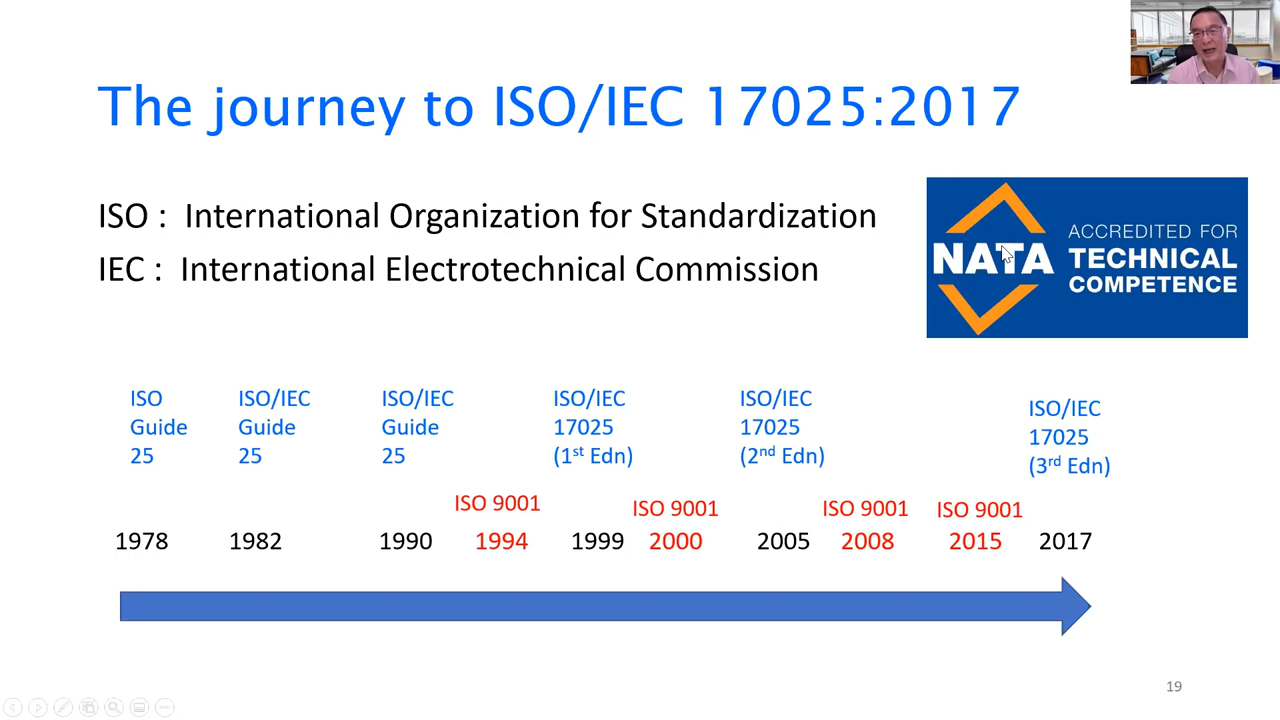 The journey to ISO/IEC 17025:2017
ISO : International Organization for Standardization
IEC : International Electrotechnical Commission
NATA
ACCREDITED FOR
TECHNICAL
COMPETENCE
ISO
Guide
25
ISO/IEC
Guide
25
ISO/IEC
Guide
25
ISO/IEC
17025
(1st Edn)
ISO/IEC
17025
(2nd Edn)
ISO/IEC
17025
(3rd Edn)
ISO 9001
ISO 9001
ISO 9001
ISO 9001
1978
1982
1990
1994
1999
2000
2005
2008
2015
2017
19